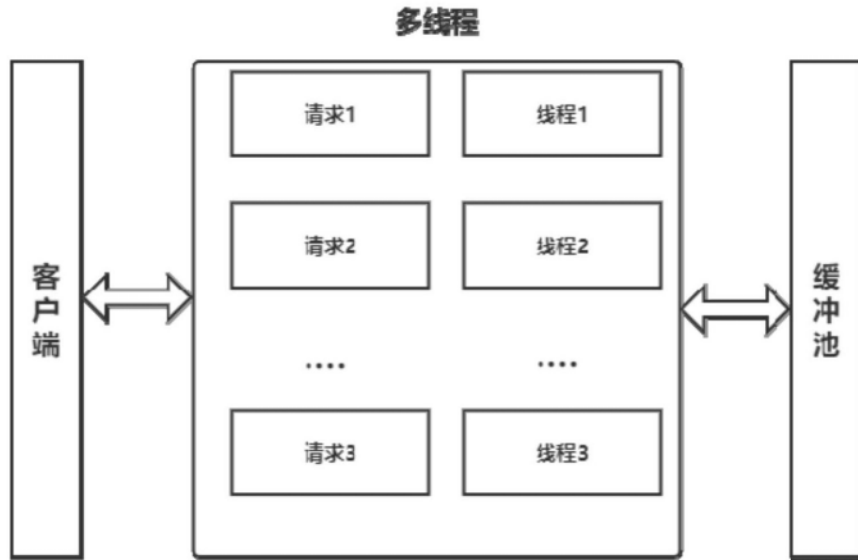 多线程
客户端
请求1 线程1
请求2 线程2
.... ....
请求3 线程3
缓冲池